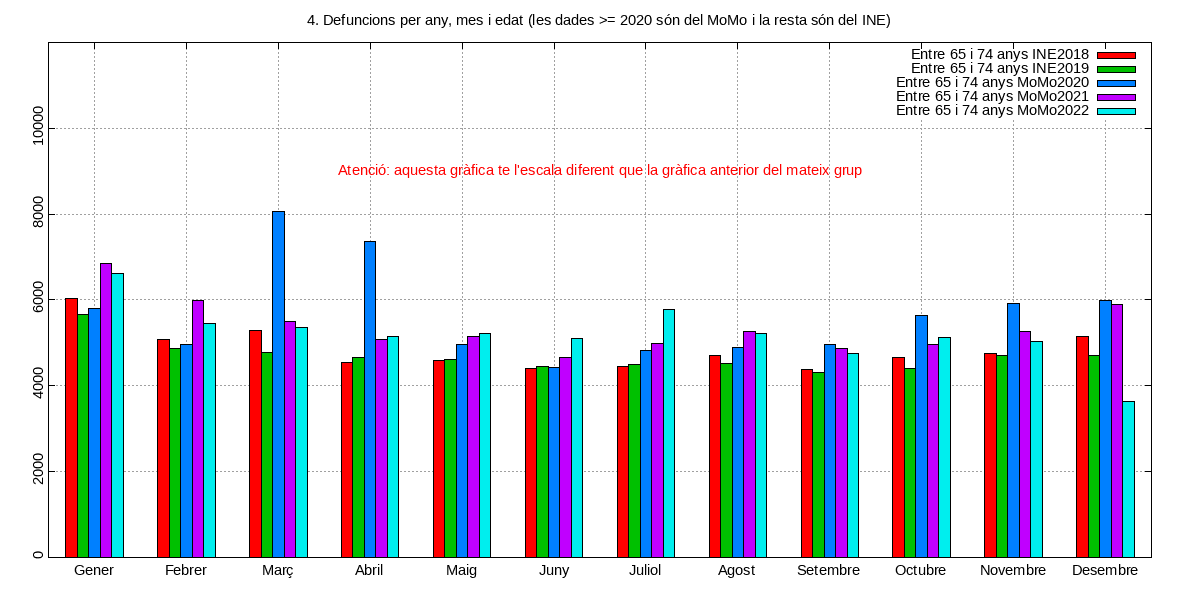 4. Defuncions per any, mes i edat (les dades >= 2020 són del MoMo i la resta són del INE)
Entre 65 i 74 anys INE2018
Entre 65 i 74 anys INE2019
Entre 65 i 74 anys MoMo2020
Entre 65 i 74 anys MoMo2021
Entre 65 i 74 anys MoMo2022
Atenció: aquesta gràfica te l'escala diferent que la gràfica anterior del mateix grup
10000
8000
6000
4000
2000
0
Gener Febrer Març Abril Maig Juny Juliol Agost Setembre Octubre Novembre Desembre